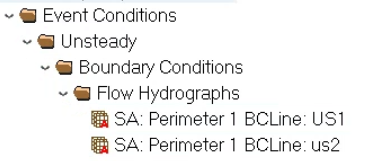 Event Conditions
Unsteady
Boundary Conditions
Flow Hydrographs
SA: Perimeter 1 BCLine: US1
SA: Perimeter 1 BCLine: us2